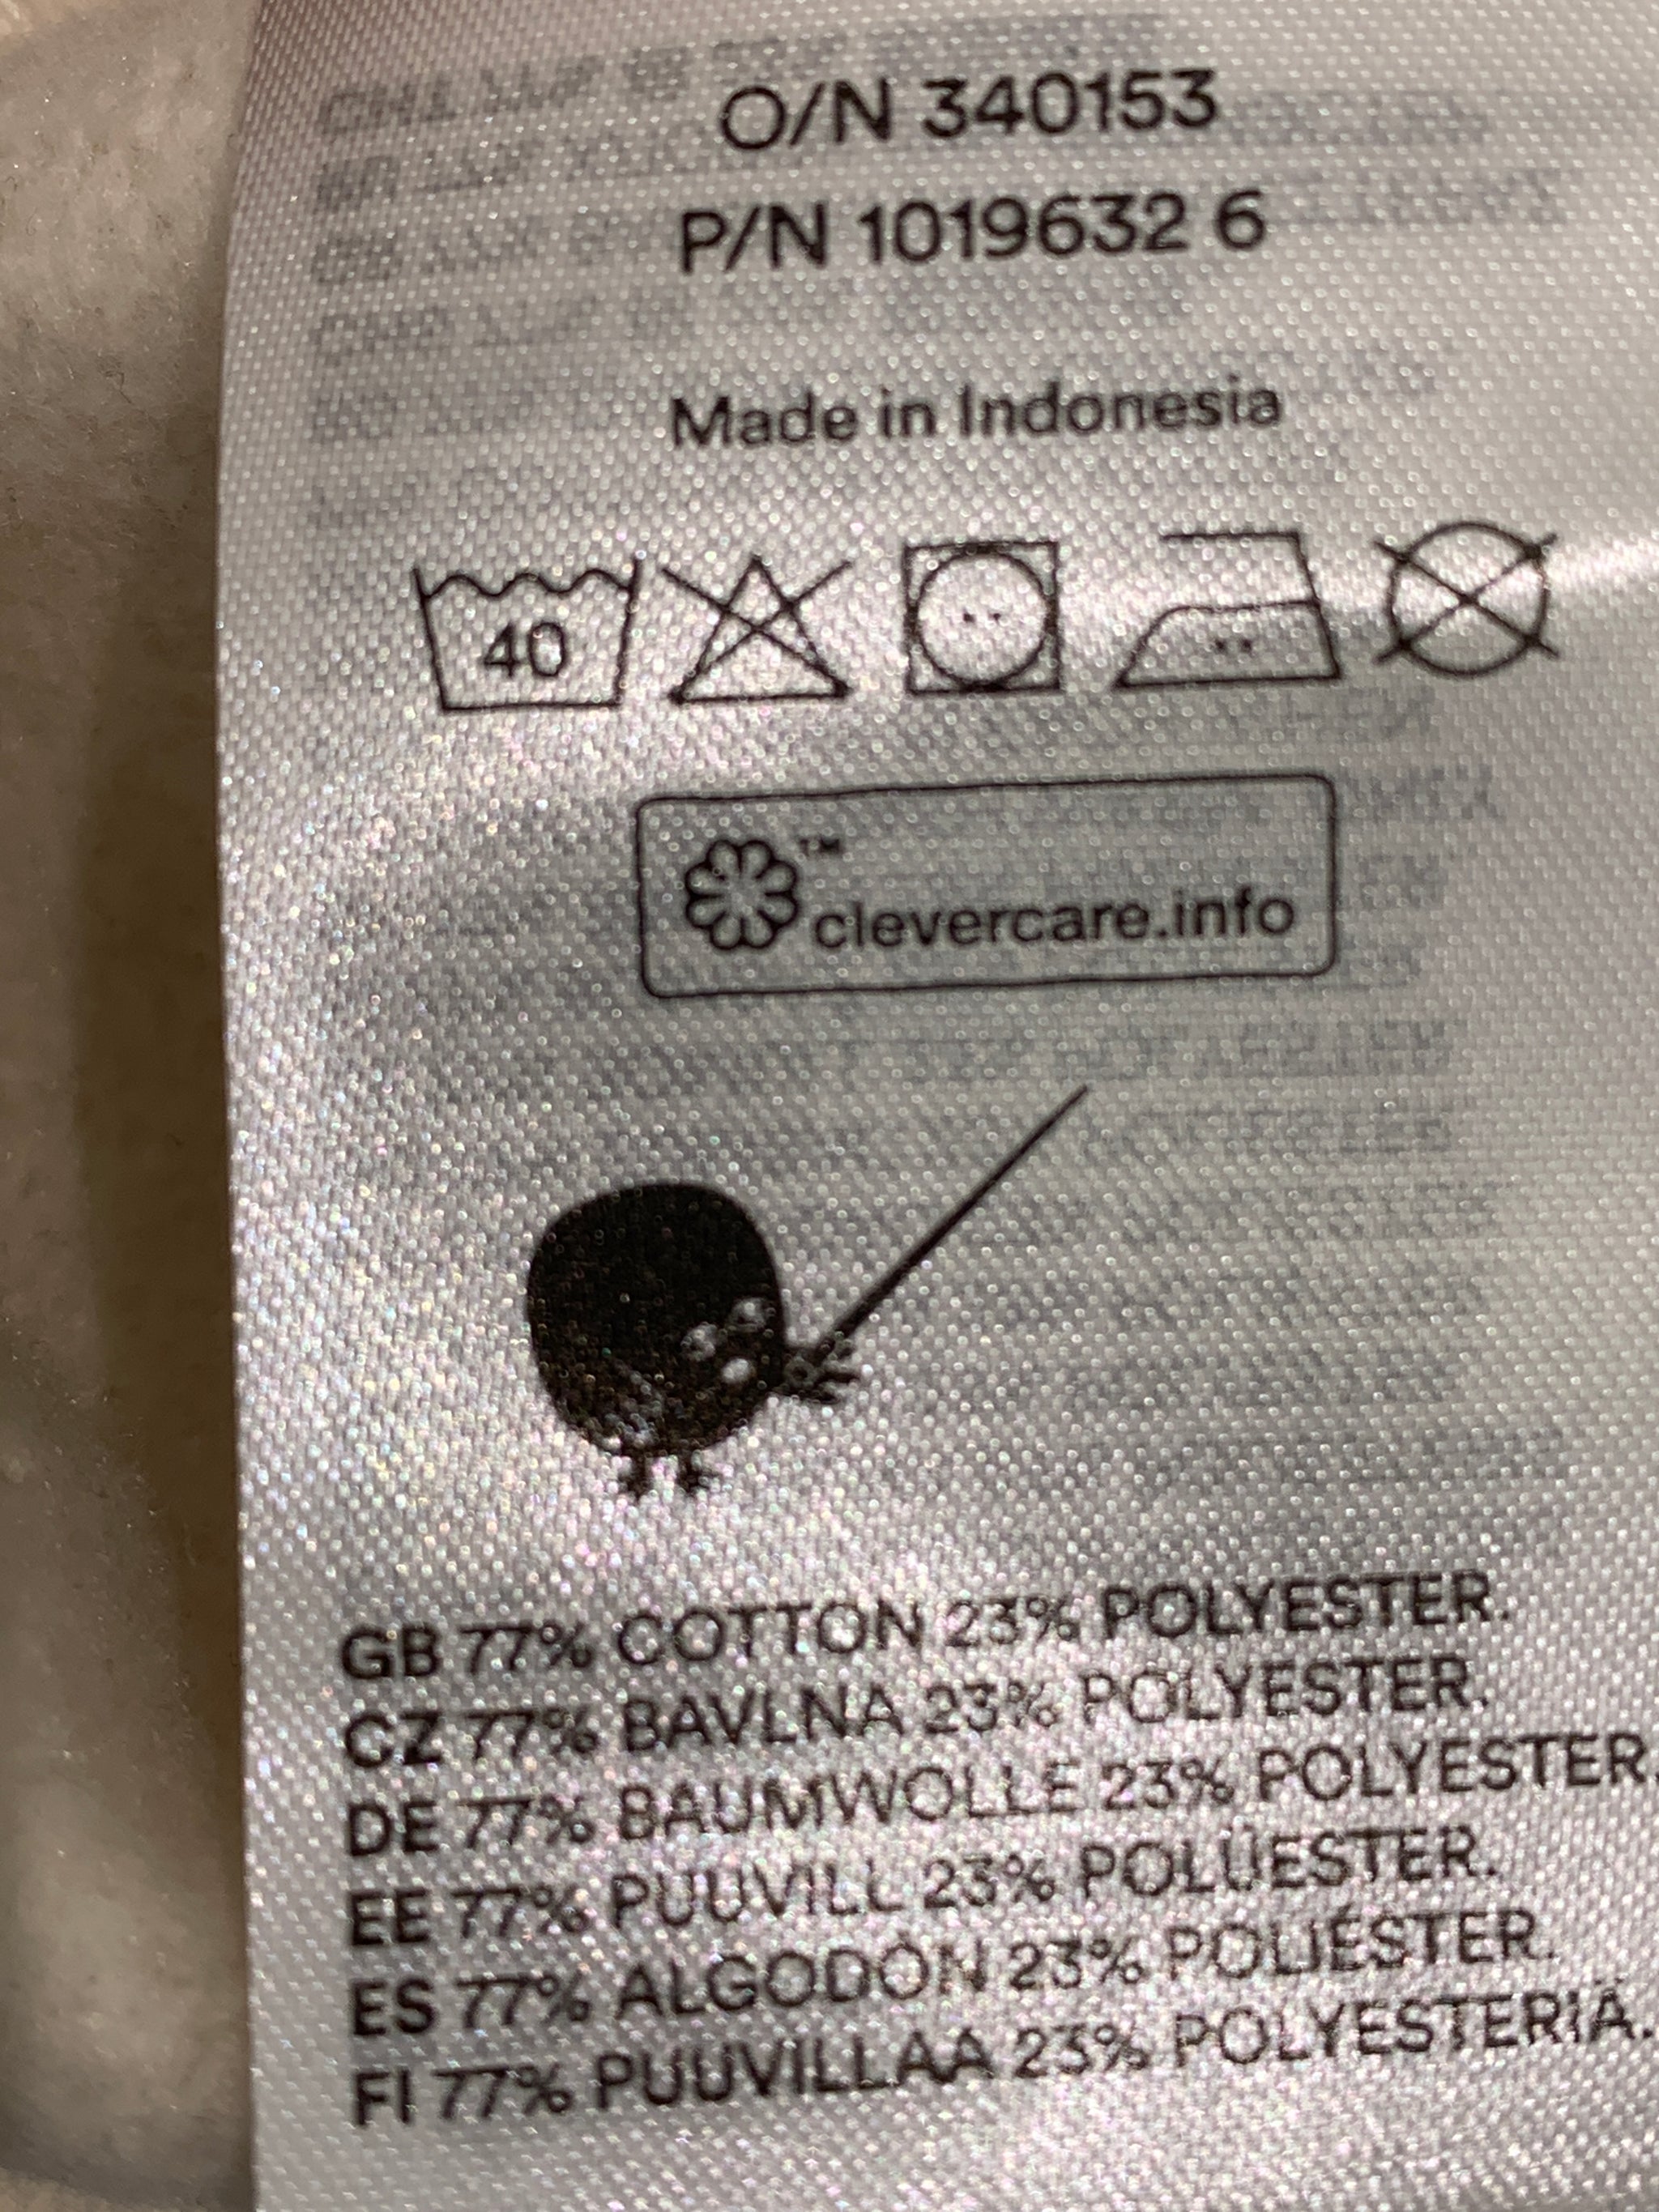 O/N 340153
P/N 1019632 6
Made in Indonesia
40
™
clevercare.info
GB 77% COTTON 23% POLYESTER.
CZ 77% BAVLNA 23% POLYESTER.
DE 77% BAUMWOLLE 23% POLYESTER.
EE 77% PUUVILL 23% POLÜESTER.
ES 77% ALGODÓN 23% POLIÉSTER.
FI 77% PUUVILLAA 23% POLYESTERIÄ.